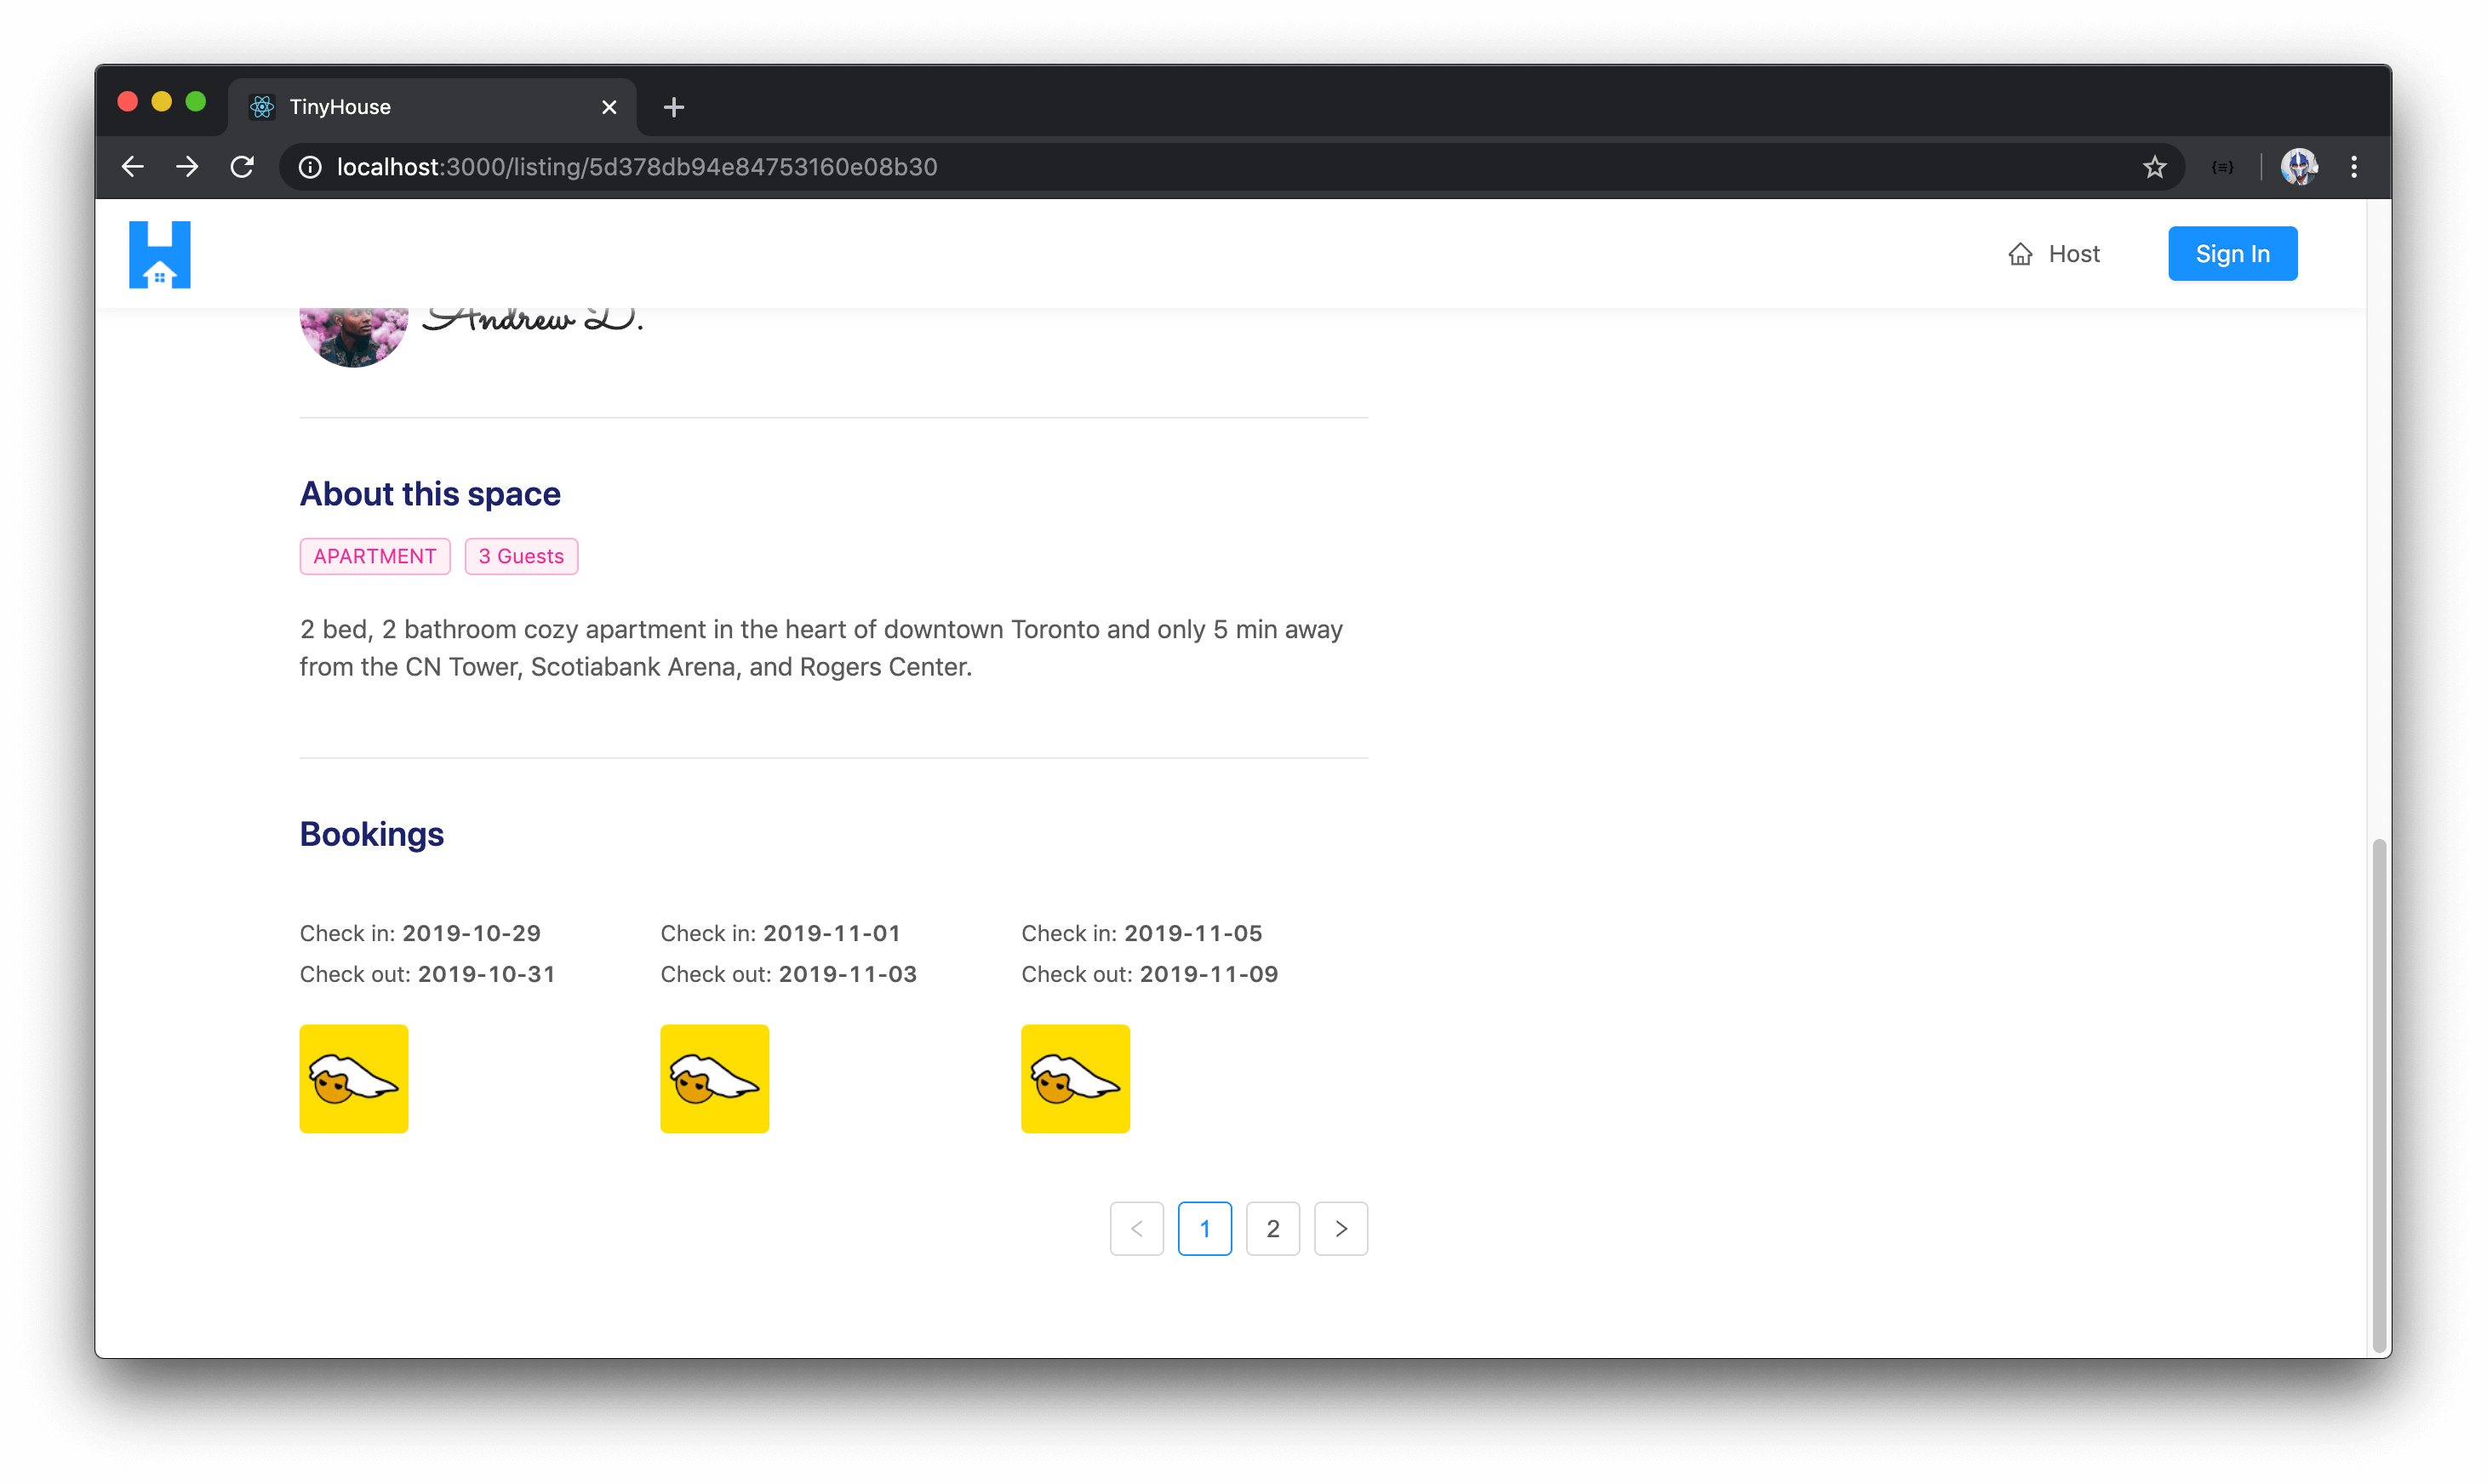 TinyHouse
localhost:3000/listing/5d378db94e84753160e08b30
Host
Sign In
Andrew D.
About this space
APARTMENT 3 Guests
2 bed, 2 bathroom cozy apartment in the heart of downtown Toronto and only 5 min away
from the CN Tower, Scotiabank Arena, and Rogers Center.
Bookings
Check in: 2019-10-29 Check in: 2019-11-01 Check in: 2019-11-05
Check out: 2019-10-31 Check out: 2019-11-03 Check out: 2019-11-09
1 2